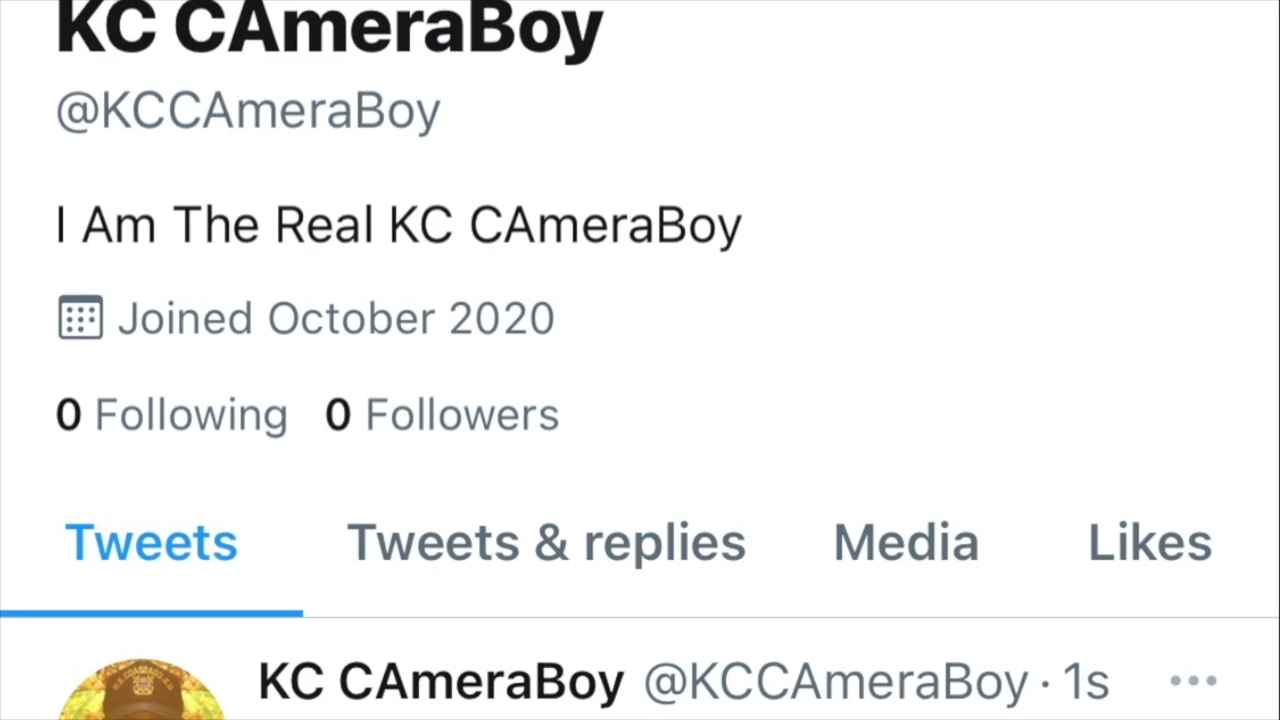 KC CAmeraBoy
@KCCAmeraBoy
I Am The Real KC CAmeraBoy
Joined October 2020
0 Following 0 Followers
Tweets Tweets & replies Media Likes
KC CAmeraBoy @KCCAmeraBoy · 1s